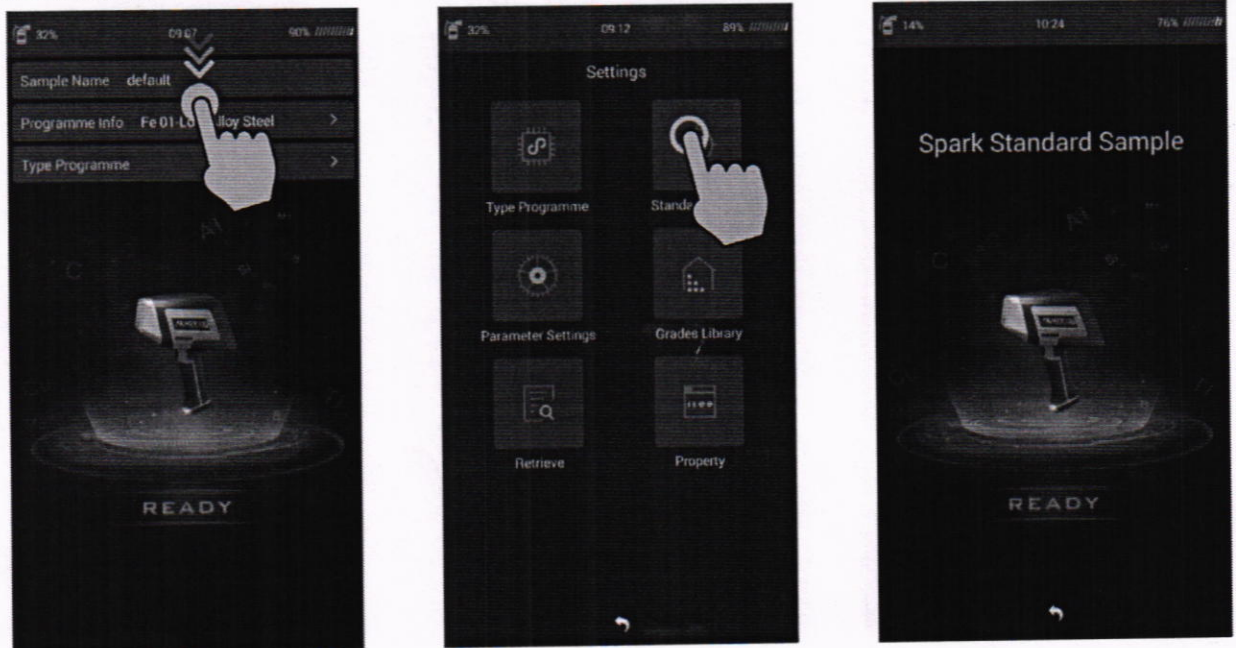 32% 09:07 90%
Sample Name default
Programme Info Fe 01-Lo lloy Steel
Type Programme
READY
32% 09:12 89%
Settings
Type Programme
Standa
Parameter Settings
Grades Library
Retrieve
Property
14% 10:24 76%
Spark Standard Sample
READY